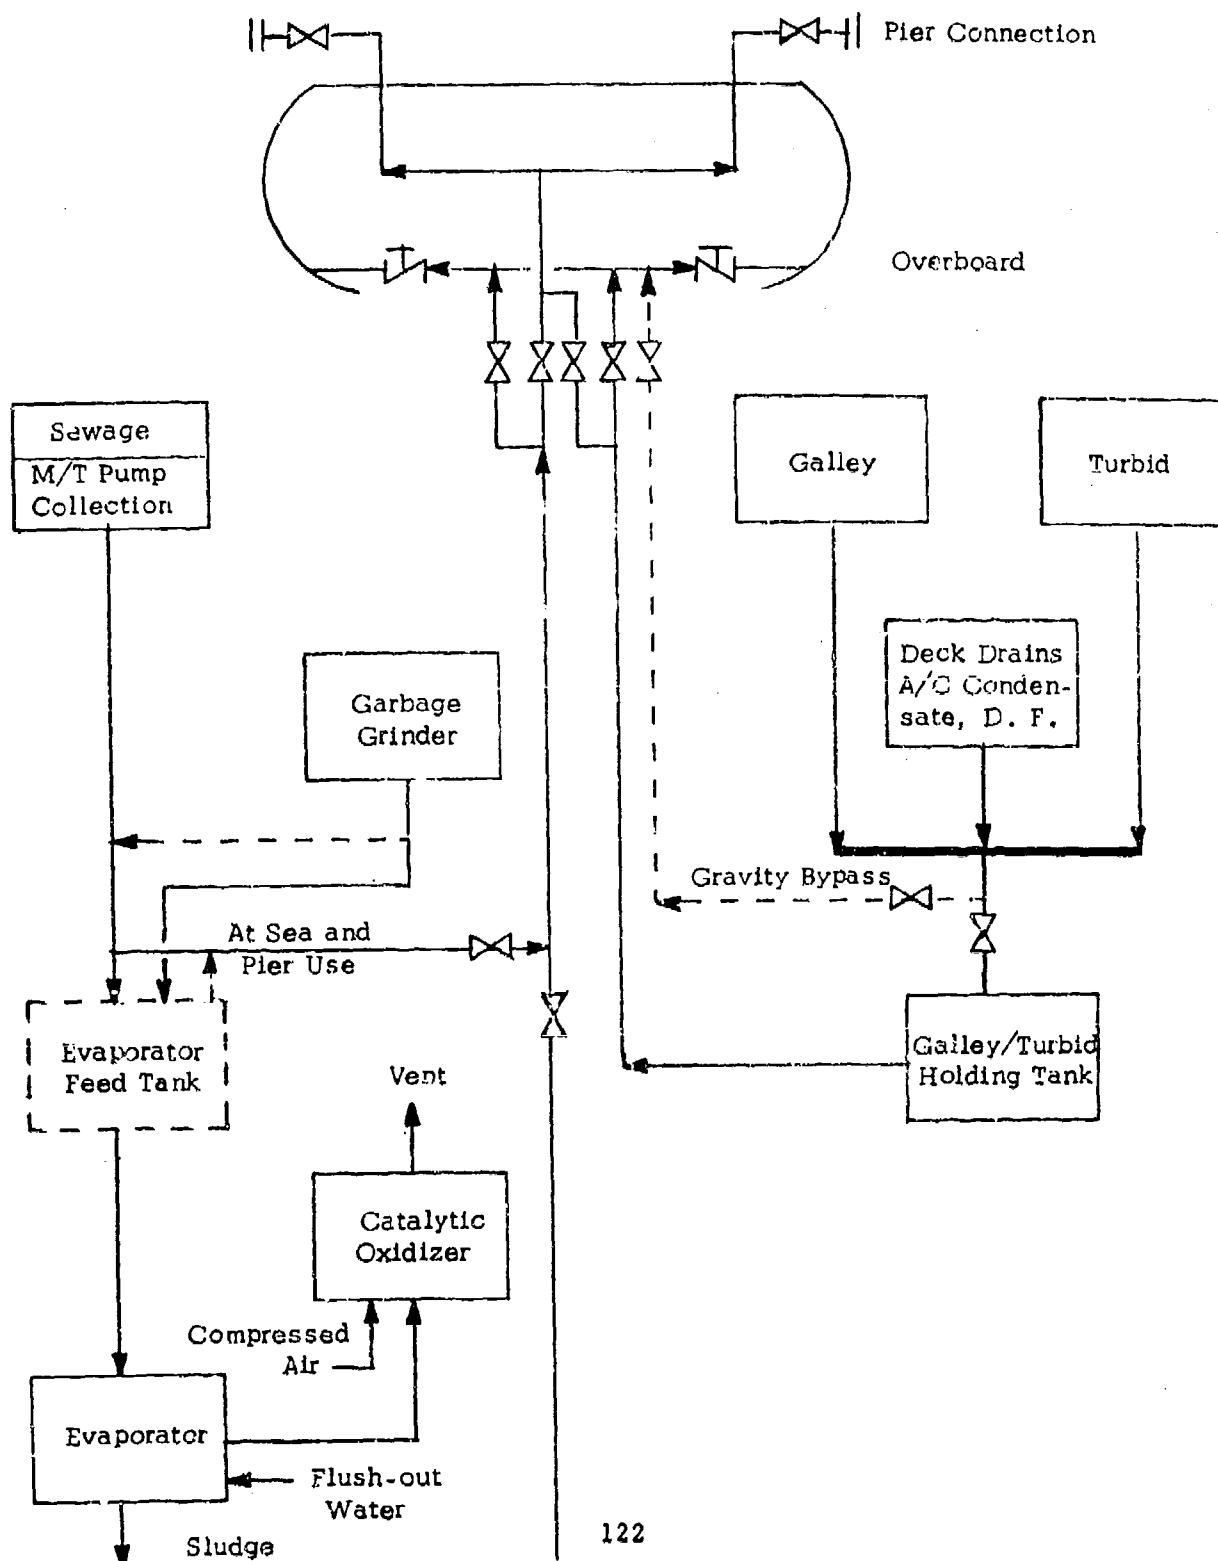 Pier Connection
Overboard
Sewage
M/T Pump
Collection
Galley
Turbid
Deck Drains
A/C Conden-
sate, D. F.
Garbage
Grinder
Gravity Bypass
At Sea and
Pier Use
Evaporator
Feed Tank
Galley/Turbid
Holding Tank
Vent
Catalytic
Oxidizer
Compressed
Air
Evaporator
Flush-out
Water
Sludge
122